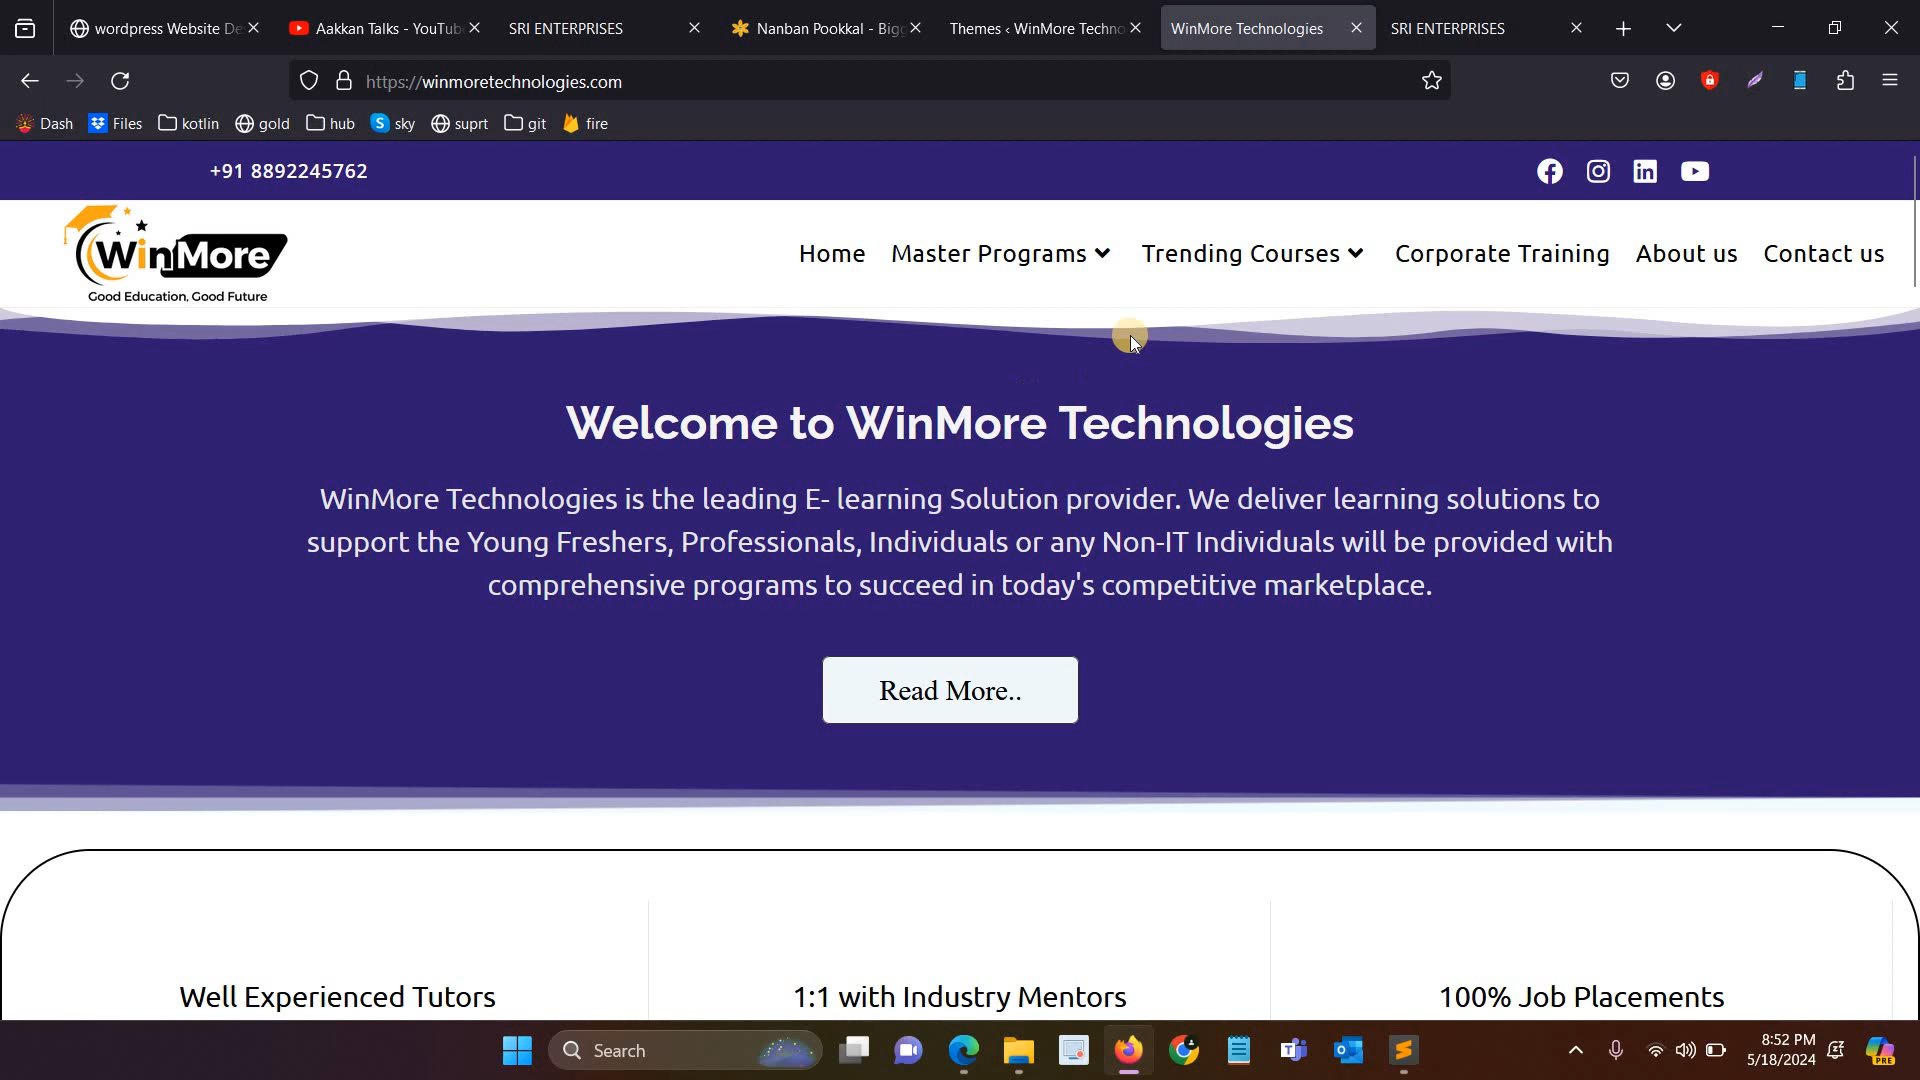 wordpress Website De
Aakkan Talks - YouTube
SRI ENTERPRISES
Nanban Pookkal - Bigg
Themes ‹ WinMore Techno
WinMore Technologies
SRI ENTERPRISES
https://winmoretechnologies.com
Dash
Files
kotlin
gold
hub
sky
suprt
git
fire
+91 8892245762
WinMore
Good Education, Good Future
Home
Master Programs
Trending Courses
Corporate Training
About us
Contact us
Welcome to WinMore Technologies
WinMore Technologies is the leading E- learning Solution provider. We deliver learning solutions to
support the Young Freshers, Professionals, Individuals or any Non-IT Individuals will be provided with
comprehensive programs to succeed in today's competitive marketplace.
Read More..
Well Experienced Tutors
1:1 with Industry Mentors
100% Job Placements
Search
8:52 PM
5/18/2024
PRE